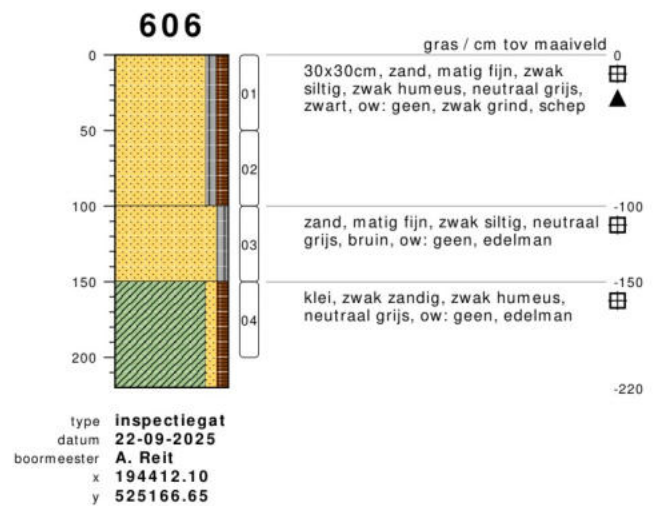 606
gras / cm tov maaiveld
0
0
30x30cm, zand, matig fijn, zwak
siltig, zwak humeus, neutraal grijs,
zwart, ow: geen, zwak grind, schep
01
50
02
100
-100
zand, matig fijn, zwak siltig, neutraal
grijs, bruin, ow: geen, edelman
03
150
-150
klei, zwak zandig, zwak humeus,
neutraal grijs, ow: geen, edelman
04
200
-220
type inspectiegat
datum 22-09-2025
boormeester A. Reit
x 194412.10
y 525166.65